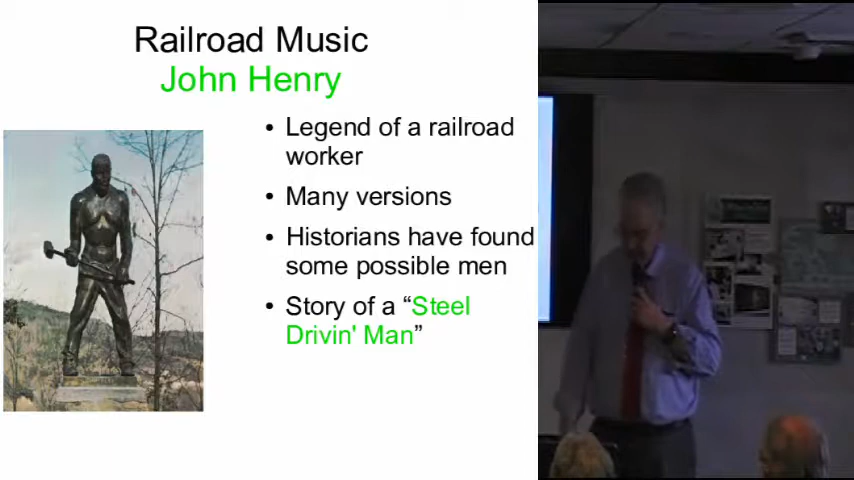 Railroad Music
John Henry
• Legend of a railroad
worker
• Many versions
• Historians have found
some possible men
• Story of a “Steel
Drivin' Man”